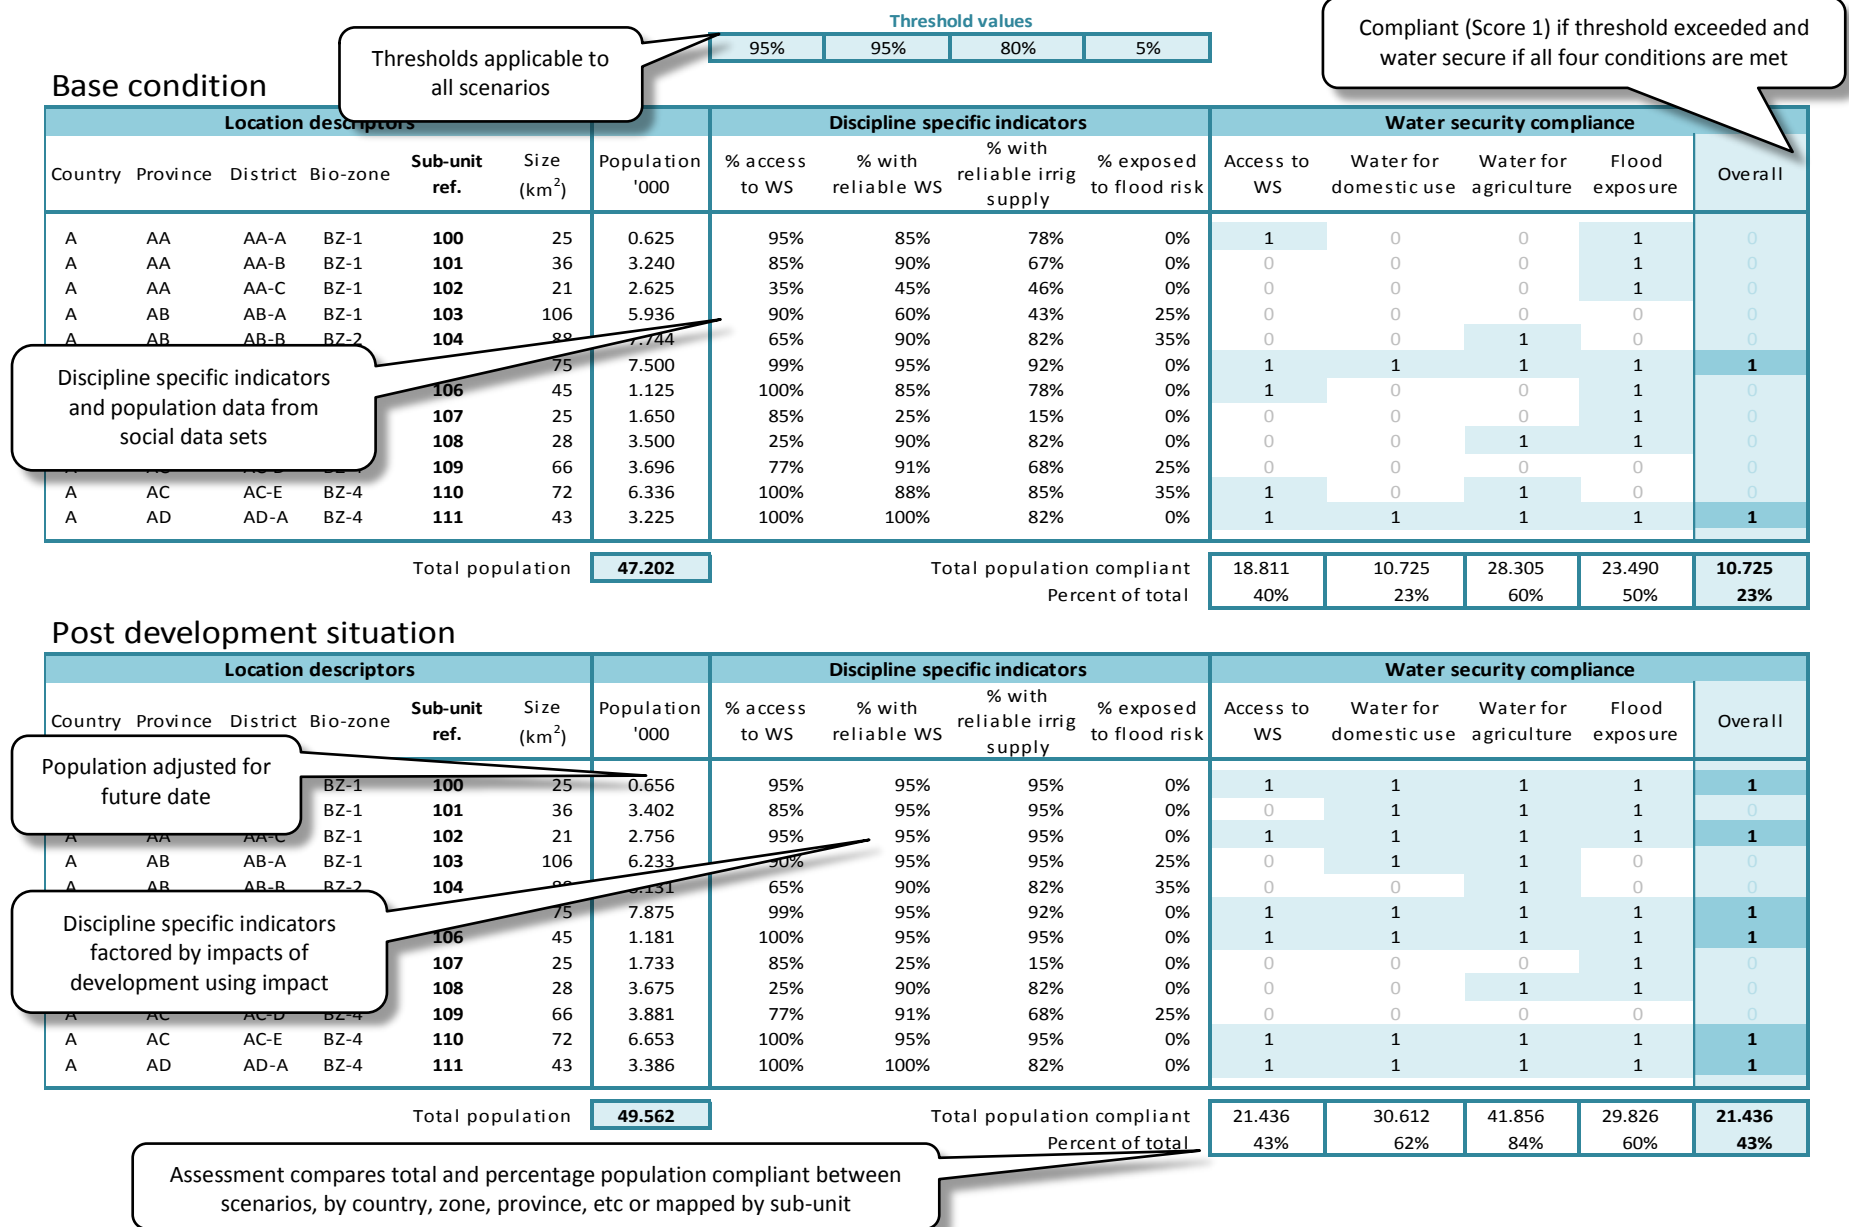 Threshold values
95% 95% 80% 5%
Thresholds applicable to
all scenarios
Compliant (Score 1) if threshold exceeded and
water secure if all four conditions are met
Base condition
Location descriptors Discipline specific indicators Water security compliance
Country Province District Bio-zone Sub-unit ref. Size (km²) Population '000 % access to WS % with reliable WS % with reliable irrig supply % exposed to flood risk Access to WS Water for domestic use Water for agriculture Flood exposure Overall
A AA AA-A BZ-1 100 25 0.625 95% 85% 78% 0% 1 0 0 1 0
A AA AA-B BZ-1 101 36 3.240 85% 90% 67% 0% 0 0 0 1 0
A AA AA-C BZ-1 102 21 2.625 35% 45% 46% 0% 0 0 0 1 0
A AB AB-A BZ-1 103 106 5.936 90% 60% 43% 25% 0 0 0 0 0
A AB AB-B BZ-2 104 88 7.744 65% 90% 82% 35% 0 0 1 0 0
75 7.500 99% 95% 92% 0% 1 1 1 1 1
106 45 1.125 100% 85% 78% 0% 1 0 0 1 0
107 25 1.650 85% 25% 15% 0% 0 0 0 1 0
108 28 3.500 25% 90% 82% 0% 0 0 1 1 0
109 66 3.696 77% 91% 68% 25% 0 0 0 0 0
A AC AC-E BZ-4 110 72 6.336 100% 88% 85% 35% 1 0 1 0 0
A AD AD-A BZ-4 111 43 3.225 100% 100% 82% 0% 1 1 1 1 1
Discipline specific indicators
and population data from
social data sets
Total population 47.202 Total population compliant 18.811 10.725 28.305 23.490 10.725
Percent of total 40% 23% 60% 50% 23%
Post development situation
Location descriptors Discipline specific indicators Water security compliance
Country Province District Bio-zone Sub-unit ref. Size (km²) Population '000 % access to WS % with reliable WS % with reliable irrig supply % exposed to flood risk Access to WS Water for domestic use Water for agriculture Flood exposure Overall
Population adjusted for
future date
BZ-1 100 25 0.656 95% 95% 95% 0% 1 1 1 1 1
BZ-1 101 36 3.402 85% 95% 95% 0% 0 1 1 1 0
A AA AA-C BZ-1 102 21 2.756 95% 95% 95% 0% 1 1 1 1 1
A AB AB-A BZ-1 103 106 6.233 90% 95% 95% 25% 0 1 1 0 0
A AB AB-B BZ-2 104 65% 90% 82% 35% 0 0 1 0 0
75 7.875 99% 95% 92% 0% 1 1 1 1 1
106 45 1.181 100% 95% 95% 0% 1 1 1 1 1
107 25 1.733 85% 25% 15% 0% 0 0 0 1 0
108 28 3.675 25% 90% 82% 0% 0 0 1 1 0
A AC AC-D BZ-4 109 66 3.881 77% 91% 68% 25% 0 0 0 0 0
A AC AC-E BZ-4 110 72 6.653 100% 95% 95% 0% 1 1 1 1 1
A AD AD-A BZ-4 111 43 3.386 100% 100% 82% 0% 1 1 1 1 1
Discipline specific indicators
factored by impacts of
development using impact
Total population 49.562 Total population compliant 21.436 30.612 41.856 29.826 21.436
Percent of total 43% 62% 84% 60% 43%
Assessment compares total and percentage population compliant between
scenarios, by country, zone, province, etc or mapped by sub-unit